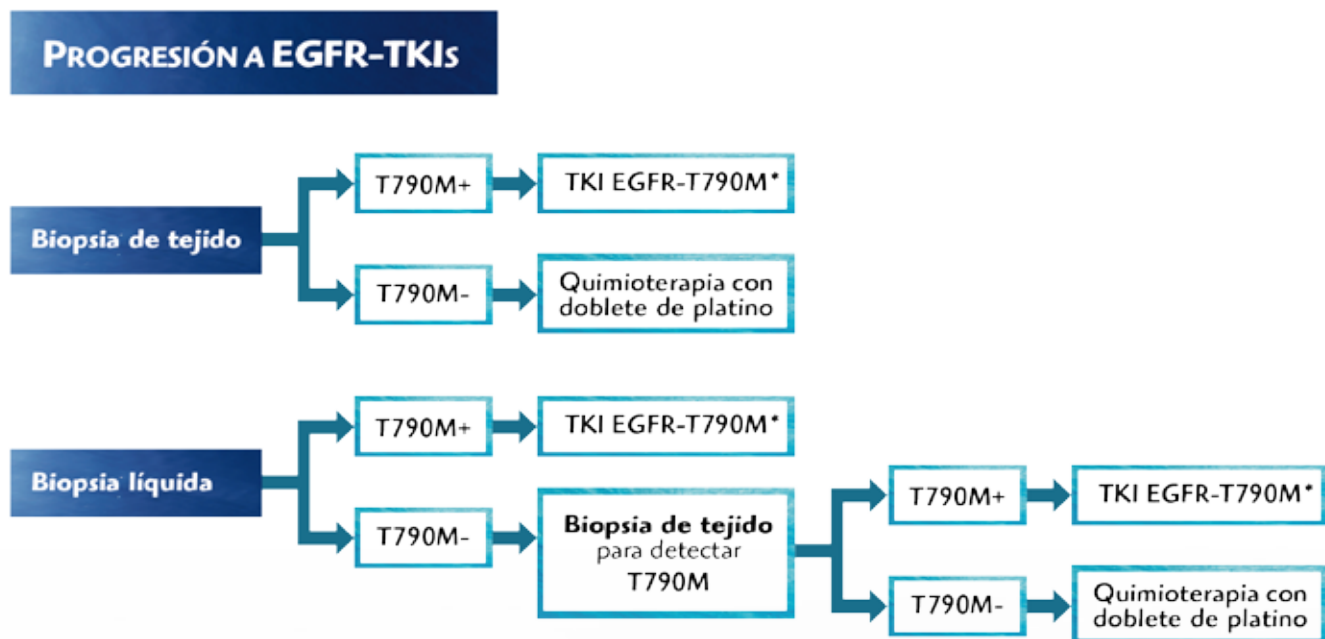 PROGRESIÓN A EGFR-TKIS
Biopsia de tejido
T790M+
TKI EGFR-T790M*
T790M-
Quimioterapia con
doblete de platino
Biopsia líquida
T790M+
TKI EGFR-T790M*
T790M-
Biopsia de tejido
para detectar
T790M
T790M+
TKI EGFR-T790M*
T790M-
Quimioterapia con
doblete de platino